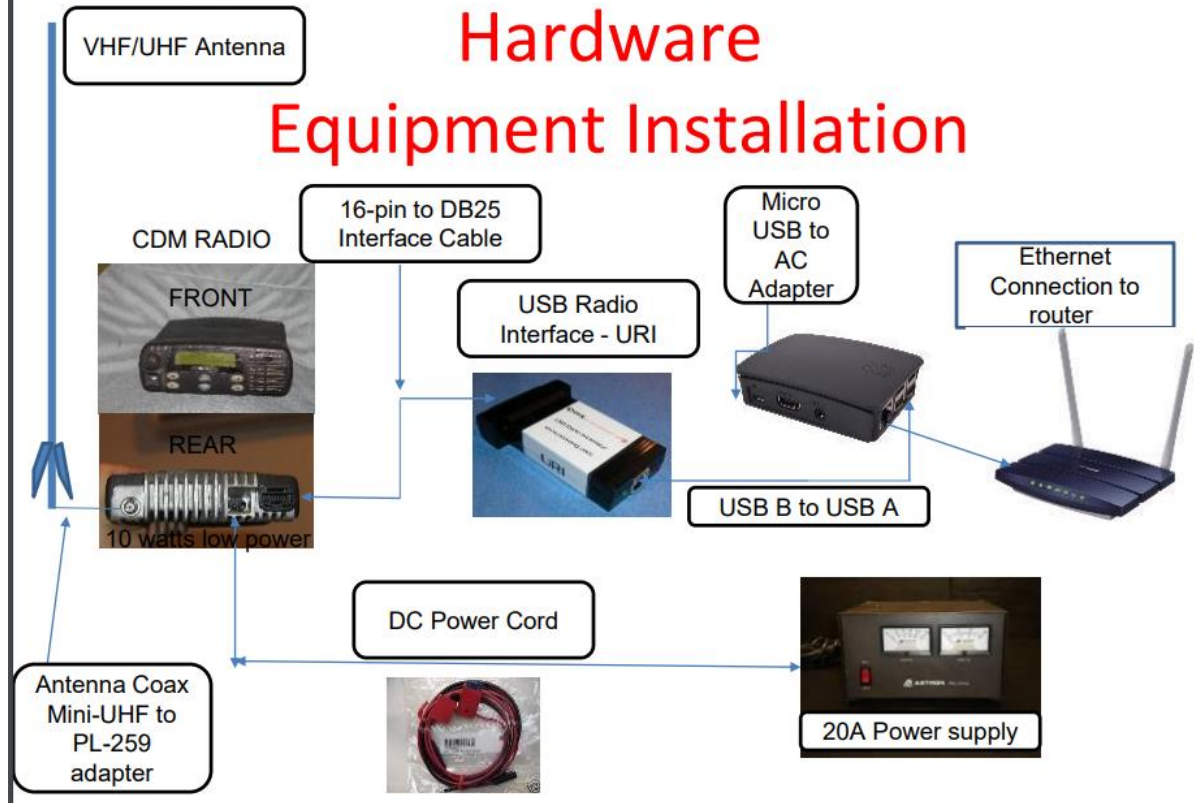 VHF/UHF Antenna
Hardware
Equipment Installation
CDM RADIO
FRONT
REAR
10 watts low power
16-pin to DB25
Interface Cable
USB Radio
Interface - URI
URI
Micro
USB to
AC
Adapter
Ethernet
Connection to
router
USB B to USB A
DC Power Cord
Antenna Coax
Mini-UHF to
PL-259
adapter
ASTRON
20A Power supply